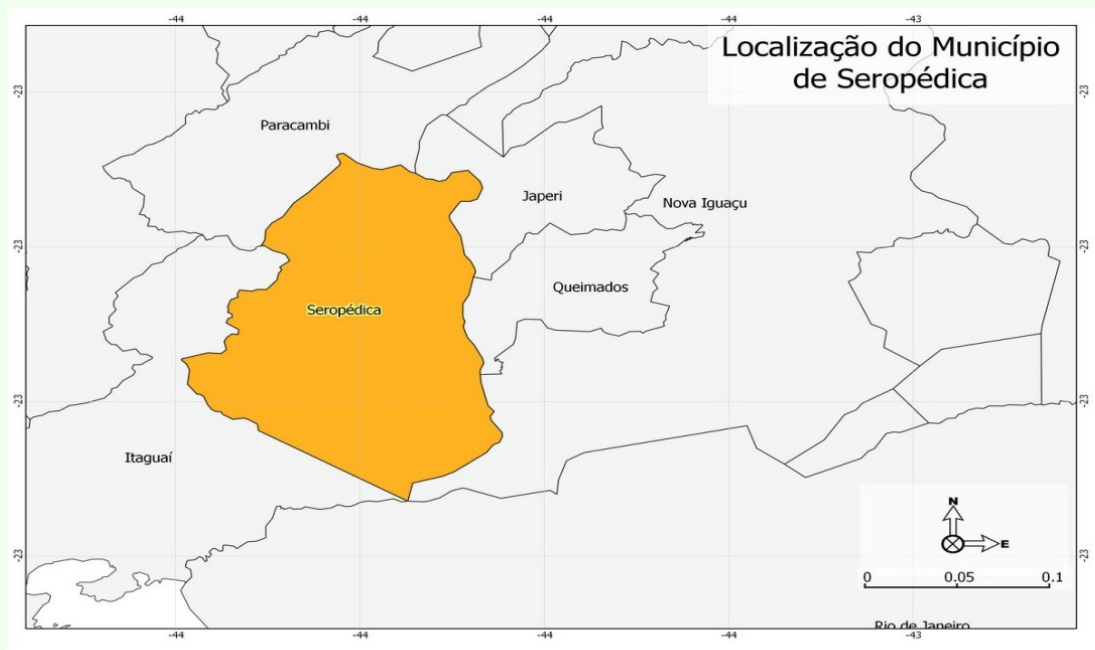 -44
-44
-44
-44
-43
Localização do Município
de Seropédica
-23
-23
Paracambi
Japeri
Nova Iguaçu
-23
-23
Queimados
Seropédica
-23
-23
Itaguaí
N
E
-23
-23
0
0.05
0.1
Rio de Janeiro
-44
-44
-44
-44
-43